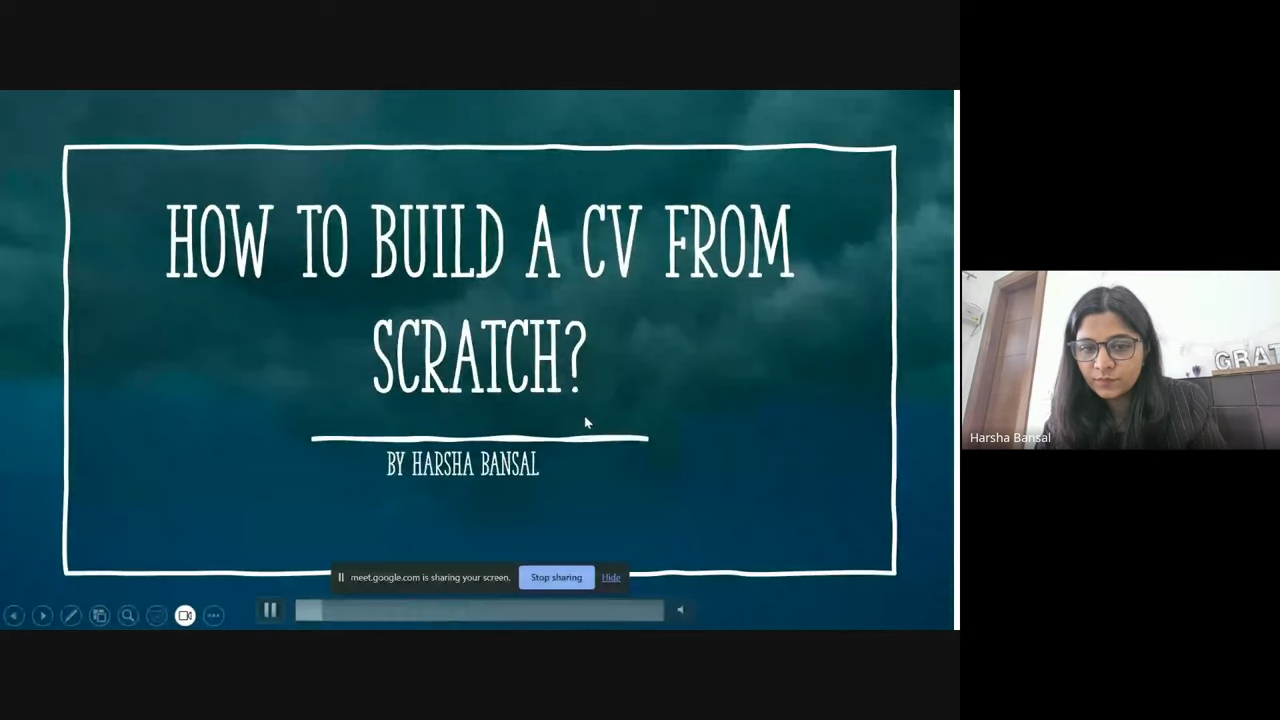 HOW TO BUILD A CV FROM
SCRATCH?
BY HARSHA BANSAL
meet.google.com is sharing your screen.
Stop sharing
Hide
GRAT
Harsha Bansal